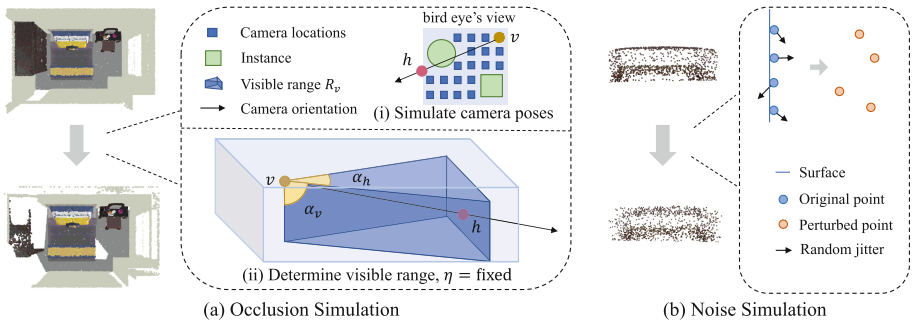 Camera locations
Instance
Visible range R_v
Camera orientation
bird eye's view
v
h
(i) Simulate camera poses
v
α_h
α_v
h
(ii) Determine visible range, η = fixed
(a) Occlusion Simulation
Surface
Original point
Perturbed point
Random jitter
(b) Noise Simulation